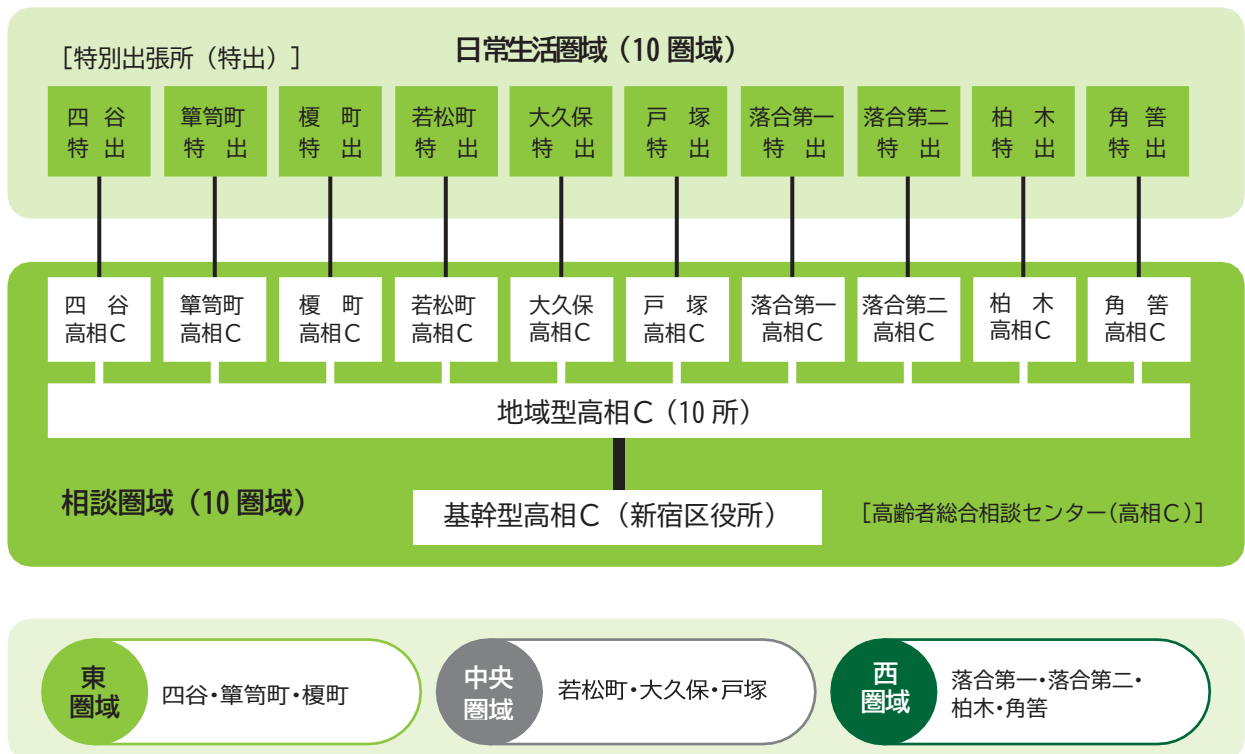 ［特別出張所（特出）］
日常生活圏域（10 圏域）
四 谷
特 出
簞笥町
特 出
榎 町
特 出
若松町
特 出
大久保
特 出
戸 塚
特 出
落合第一
特 出
落合第二
特 出
柏 木
特 出
角 筈
特 出
四 谷
高相C
簞笥町
高相C
榎 町
高相C
若松町
高相C
大久保
高相C
戸 塚
高相C
落合第一
高相C
落合第二
高相C
柏 木
高相C
角 筈
高相C
地域型高相C（10 所）
相談圏域（10 圏域）
基幹型高相C（新宿区役所）
［高齢者総合相談センター(高相C)］
東
圏域
四谷・簞笥町・榎町
中央
圏域
若松町・大久保・戸塚
西
圏域
落合第一・落合第二・
柏木・角筈